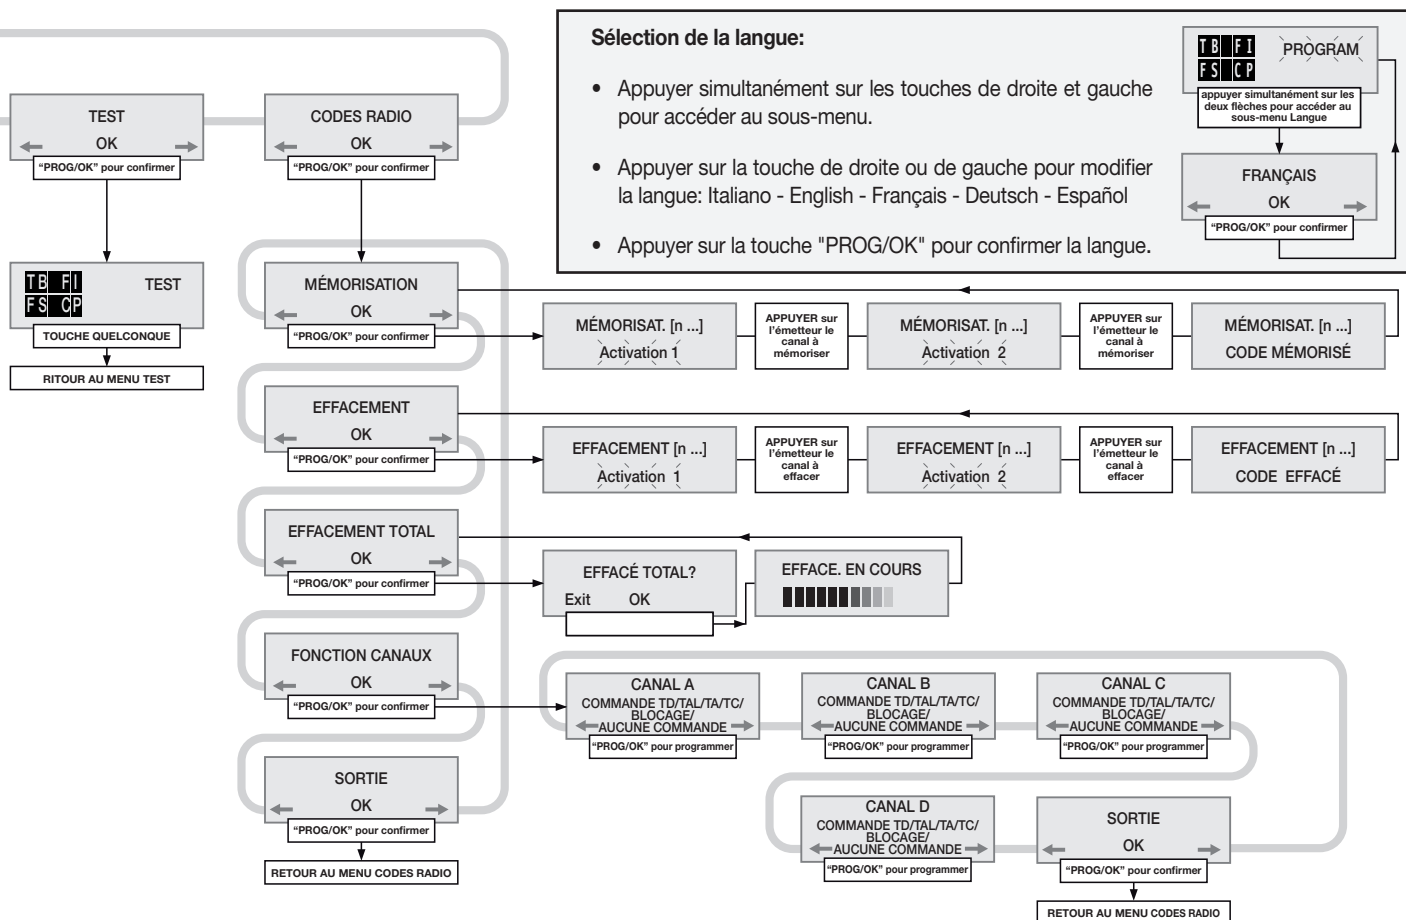 Sélection de la langue:
• Appuyer simultanément sur les touches de droite et gauche
pour accéder au sous-menu.
• Appuyer sur la touche de droite ou de gauche pour modifier
la langue: Italiano - English - Français - Deutsch - Español
• Appuyer sur la touche "PROG/OK" pour confirmer la langue.
TB FI
FS CP
PROGRAM
appuyer simultanément sur les
deux flèches pour accéder au
sous-menu Langue
FRANÇAIS
OK
“PROG/OK” pour confirmer
TEST
OK
“PROG/OK” pour confirmer
TB FI
FS CP
TEST
TOUCHE QUELCONQUE
RITOUR AU MENU TEST
CODES RADIO
OK
“PROG/OK” pour confirmer
MÉMORISATION
OK
“PROG/OK” pour confirmer
MÉMORISAT. [n ...]
Activation 1
APPUYER sur
l’émetteur le
canal à
mémoriser
MÉMORISAT. [n ...]
Activation 2
APPUYER sur
l’émetteur le
canal à
mémoriser
MÉMORISAT. [n ...]
CODE MÉMORISÉ
EFFACEMENT
OK
“PROG/OK” pour confirmer
EFFACEMENT [n ...]
Activation 1
APPUYER sur
l’émetteur le
canal à
effacer
EFFACEMENT [n ...]
Activation 2
APPUYER sur
l’émetteur le
canal à
effacer
EFFACEMENT [n ...]
CODE EFFACÉ
EFFACEMENT TOTAL
OK
“PROG/OK” pour confirmer
EFFACÉ TOTAL?
Exit OK
EFFACE. EN COURS
FONCTION CANAUX
OK
“PROG/OK” pour confirmer
CANAL A
COMMANDE TD/TAL/TA/TC/
BLOCAGE/
AUCUNE COMMANDE
“PROG/OK” pour programmer
CANAL B
COMMANDE TD/TAL/TA/TC/
BLOCAGE/
AUCUNE COMMANDE
“PROG/OK” pour programmer
CANAL C
COMMANDE TD/TAL/TA/TC/
BLOCAGE/
AUCUNE COMMANDE
“PROG/OK” pour programmer
CANAL D
COMMANDE TD/TAL/TA/TC/
BLOCAGE/
AUCUNE COMMANDE
“PROG/OK” pour programmer
SORTIE
OK
“PROG/OK” pour confirmer
RETOUR AU MENU CODES RADIO
SORTIE
OK
“PROG/OK” pour confirmer
RETOUR AU MENU CODES RADIO